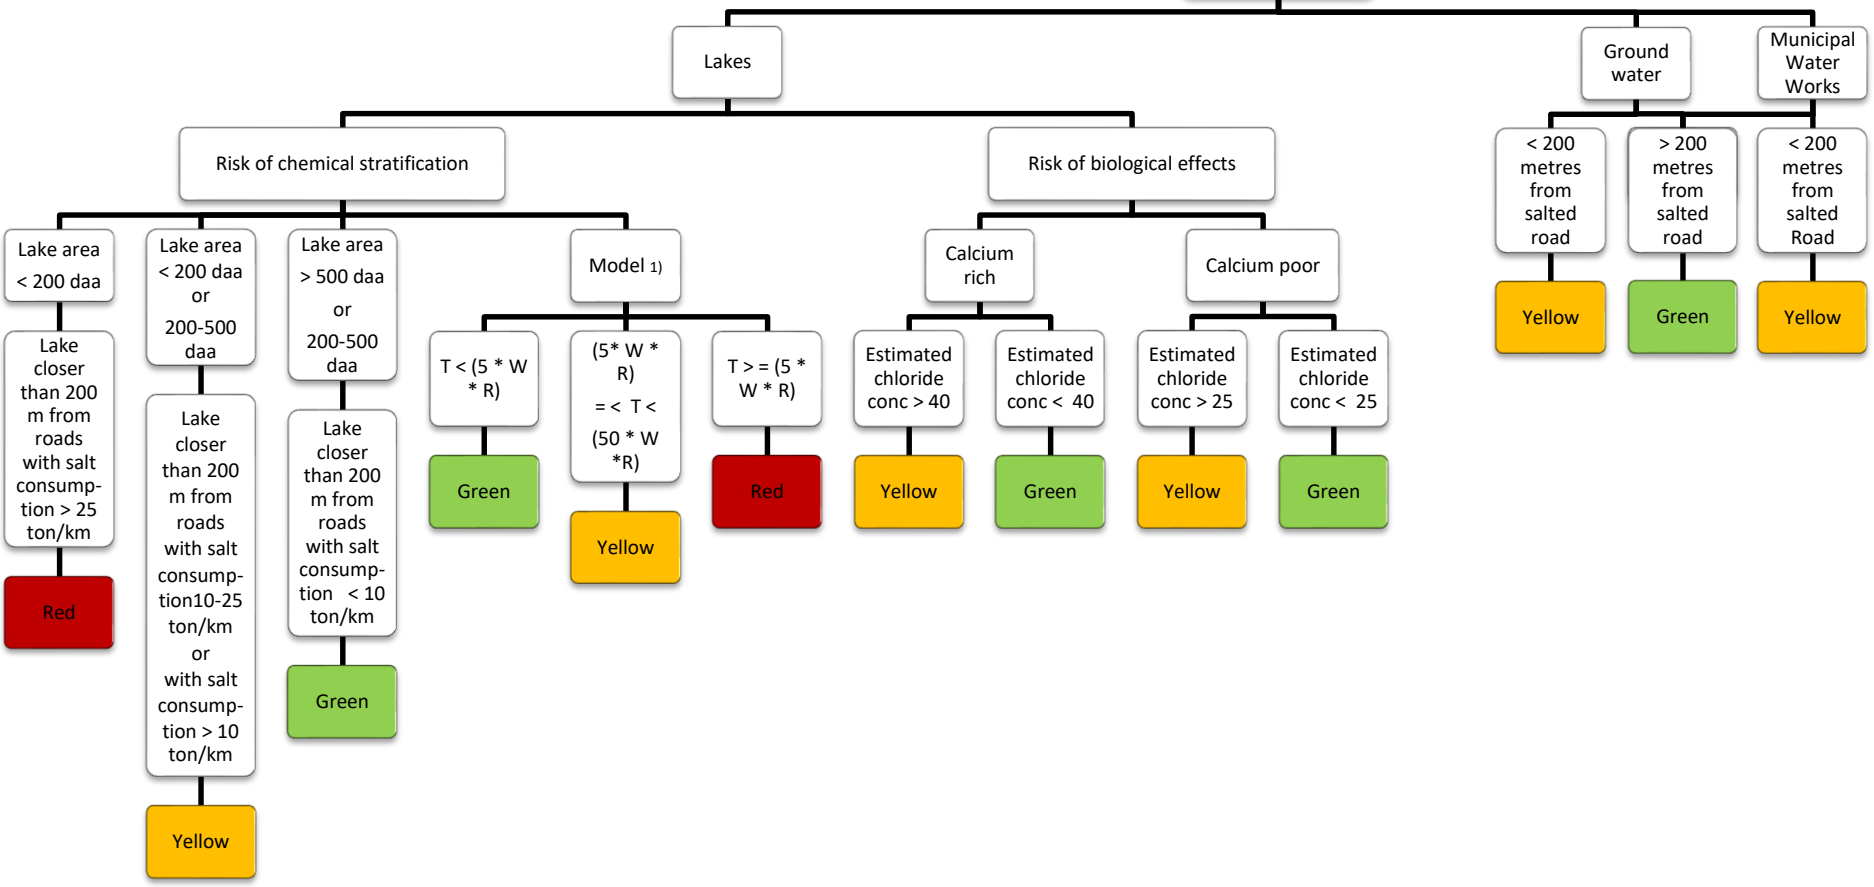 Lakes
Ground
water
Municipal
Water
Works
Risk of chemical stratification
Risk of biological effects
< 200
metres
from
salted
road
> 200
metres
from
salted
road
< 200
metres
from
salted
Road
Lake area
< 200 daa
Lake area
< 200 daa
or
200-500
daa
Lake area
> 500 daa
or
200-500
daa
Model 1)
Calcium
rich
Calcium poor
Yellow
Green
Yellow
Lake
closer
than 200
m from
roads
with salt
consump-
tion > 25
ton/km
Lake
closer
than 200
m from
roads
with salt
consump-
tion10-25
ton/km
or
with salt
consump-
tion > 10
ton/km
Lake
closer
than 200
m from
roads
with salt
consump-
tion < 10
ton/km
T < (5 * W
* R)
(5* W *
R)
= < T <
(50 * W
*R)
T > = (5 *
W * R)
Estimated
chloride
conc > 40
Estimated
chloride
conc < 40
Estimated
chloride
conc > 25
Estimated
chloride
conc < 25
Red
Yellow
Green
Green
Yellow
Red
Yellow
Green
Yellow
Green